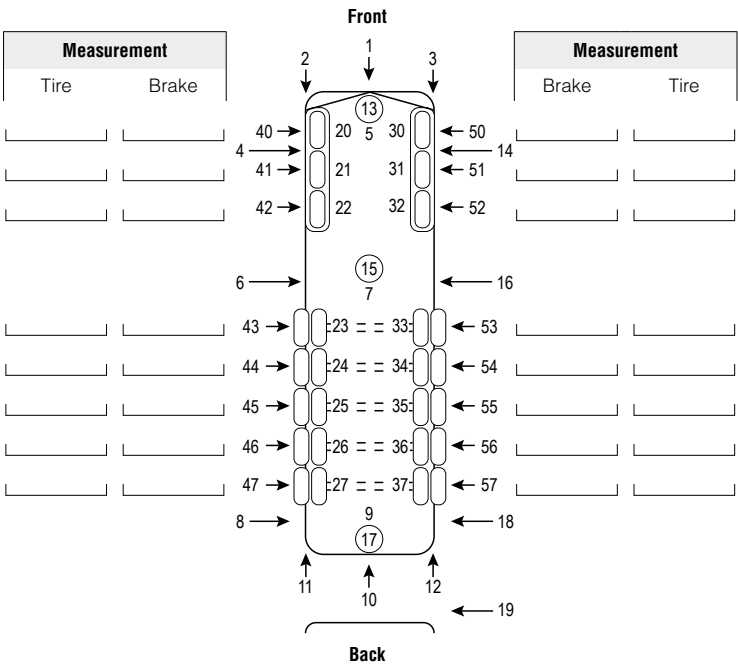 Front
Measurement
Tire Brake
Measurement
Brake Tire
1
2 3
13
40 20 5 30 50
4 14
41 21 31 51
42 22 32 52
15
6 16
7
43 23 33 53
44 24 34 54
45 25 35 55
46 26 36 56
47 27 37 57
9
8 18
17
11 12
10
19
Back